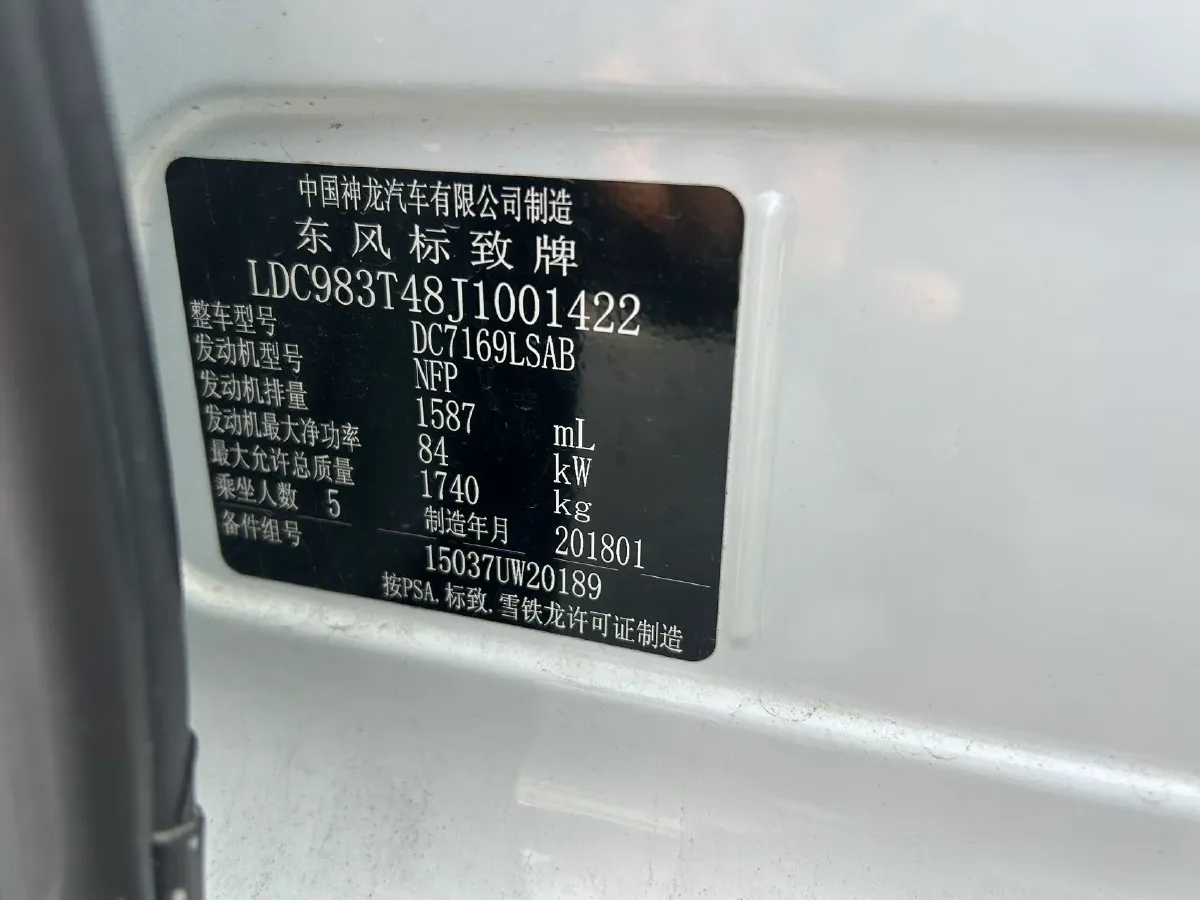 中国神龙汽车有限公司制造
东风标致牌
LDC983T48J1001422
整车型号 DC7169LSAB
发动机型号 NFP
发动机排量 1587 mL
发动机最大净功率 84 kW
最大允许总质量 1740 kg
乘坐人数 5 制造年月 201801
备件组号 15037UW20189
按PSA.标致.雪铁龙许可证制造